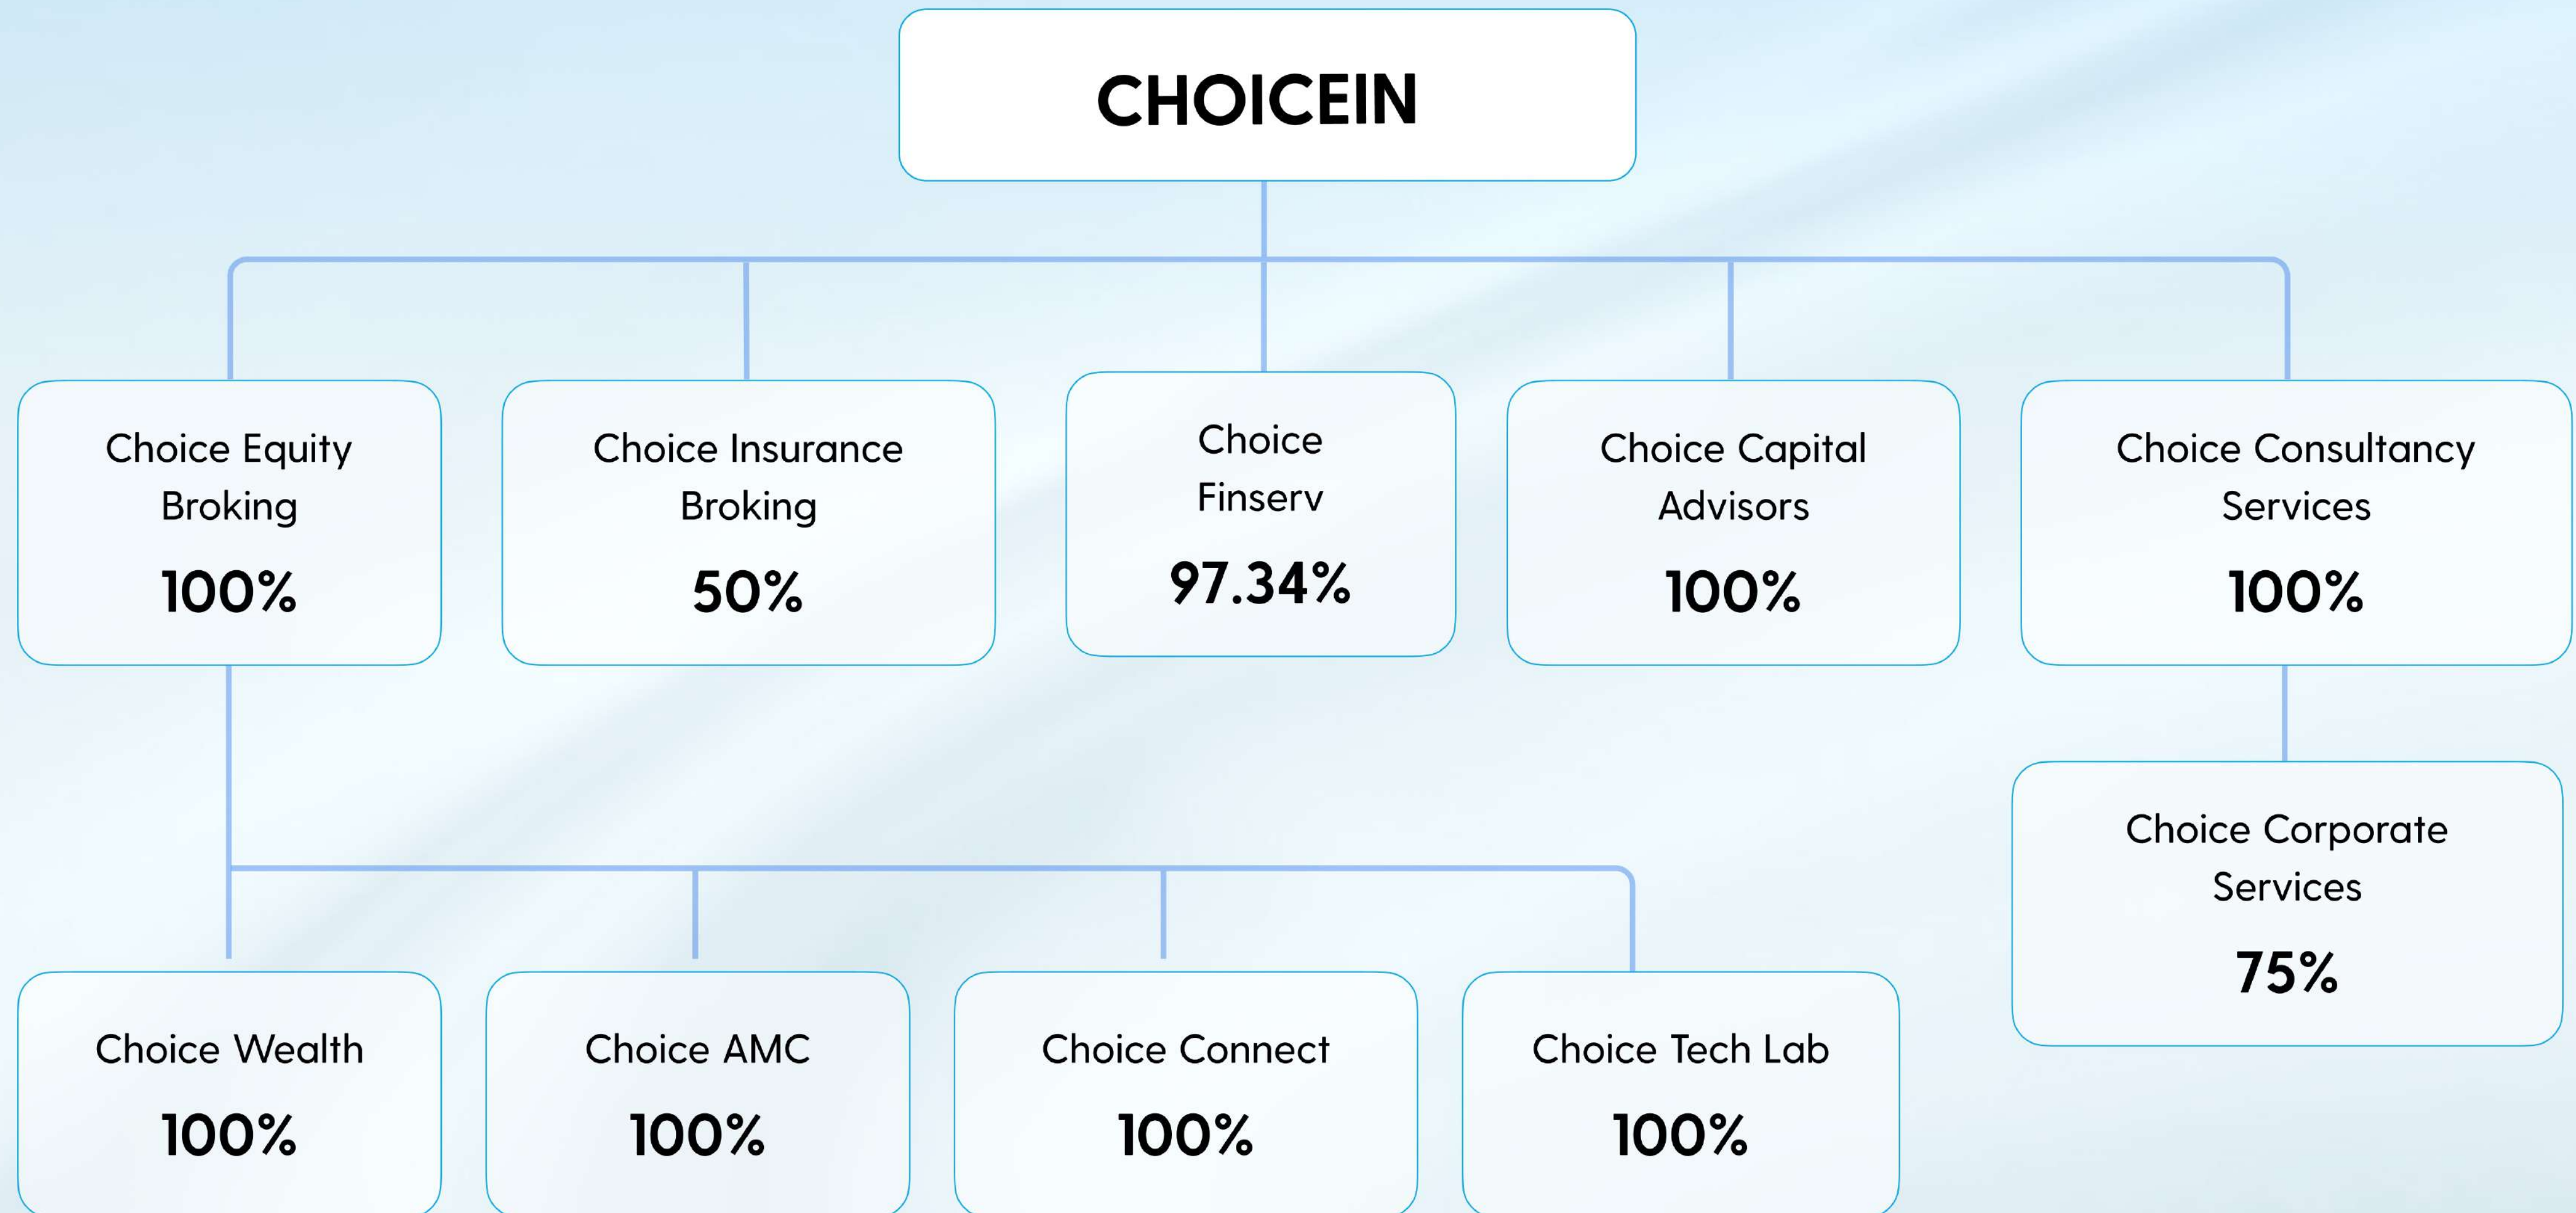 CHOICEIN
Choice Equity
Broking
100%
Choice Insurance
Broking
50%
Choice
Finserv
97.34%
Choice Capital
Advisors
100%
Choice Consultancy
Services
100%
Choice Corporate
Services
75%
Choice Wealth
100%
Choice AMC
100%
Choice Connect
100%
Choice Tech Lab
100%